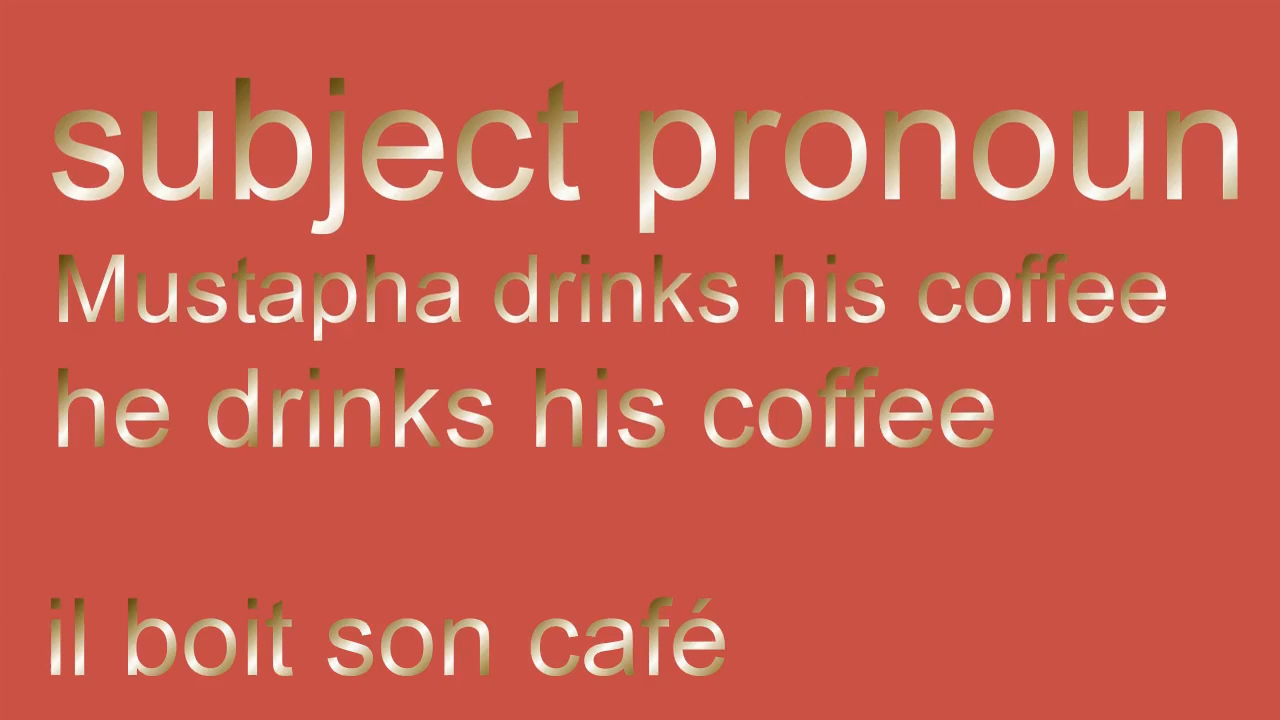 subject pronoun
Mustapha drinks his coffee
he drinks his coffee
il boit son café